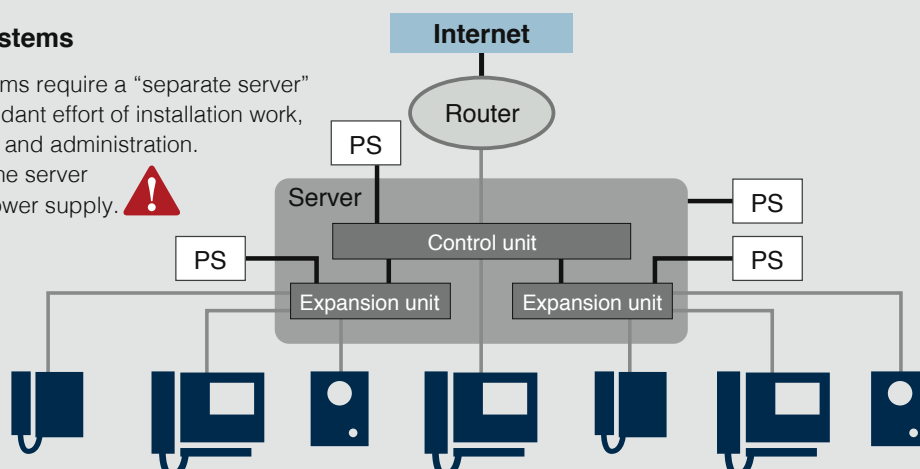 stems
ms require a “separate server”
dant effort of installation work,
and administration.
ne server
ower supply.
Internet
Router
PS
Server
PS
Control unit
PS
PS
Expansion unit
Expansion unit